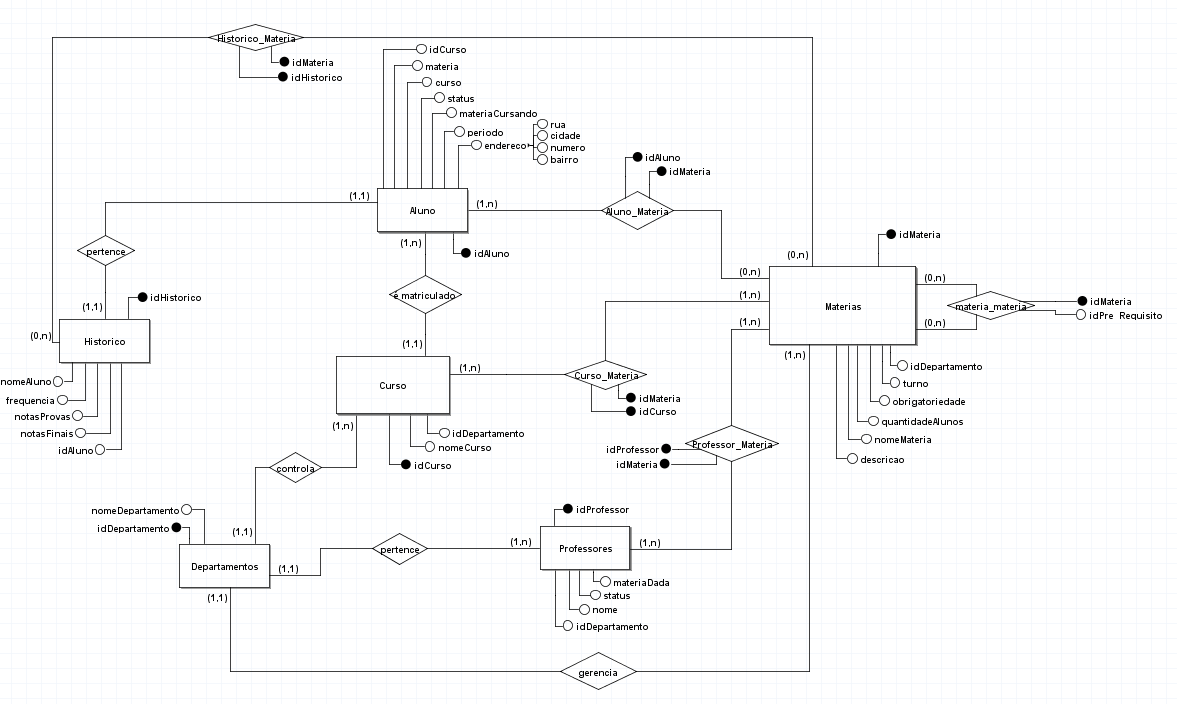 Historico_Materia
idMateria
idHistorico
idCurso
materia
curso
status
materiaCursando
periodo
endereco
rua
cidade
numero
bairro
(1,1)
Aluno
(1,n)
idAluno
idMateria
Aluno_Materia
(1,n)
idAluno
pertence
(1,1)
idHistorico
(0,n)
Historico
nomeAluno
frequencia
notasProvas
notasFinais
idAluno
é matriculado
(1,1)
Curso
(1,n)
(1,n)
idDepartamento
nomeCurso
idCurso
Curso_Materia
idMateria
idCurso
idMateria
(0,n)
(0,n)
(1,n)
(1,n)
(1,n)
Materias
(0,n)
(0,n)
materia_materia
idMateria
idPre Requisito
idDepartamento
turno
obrigatoriedade
quantidadeAlunos
nomeMateria
descricao
Professor_Materia
idProfessor
idMateria
controla
nomeDepartamento
idDepartamento
(1,1)
Departamentos
(1,1)
(1,1)
pertence
(1,n)
idProfessor
Professores
(1,n)
materiaDada
status
nome
idDepartamento
gerencia